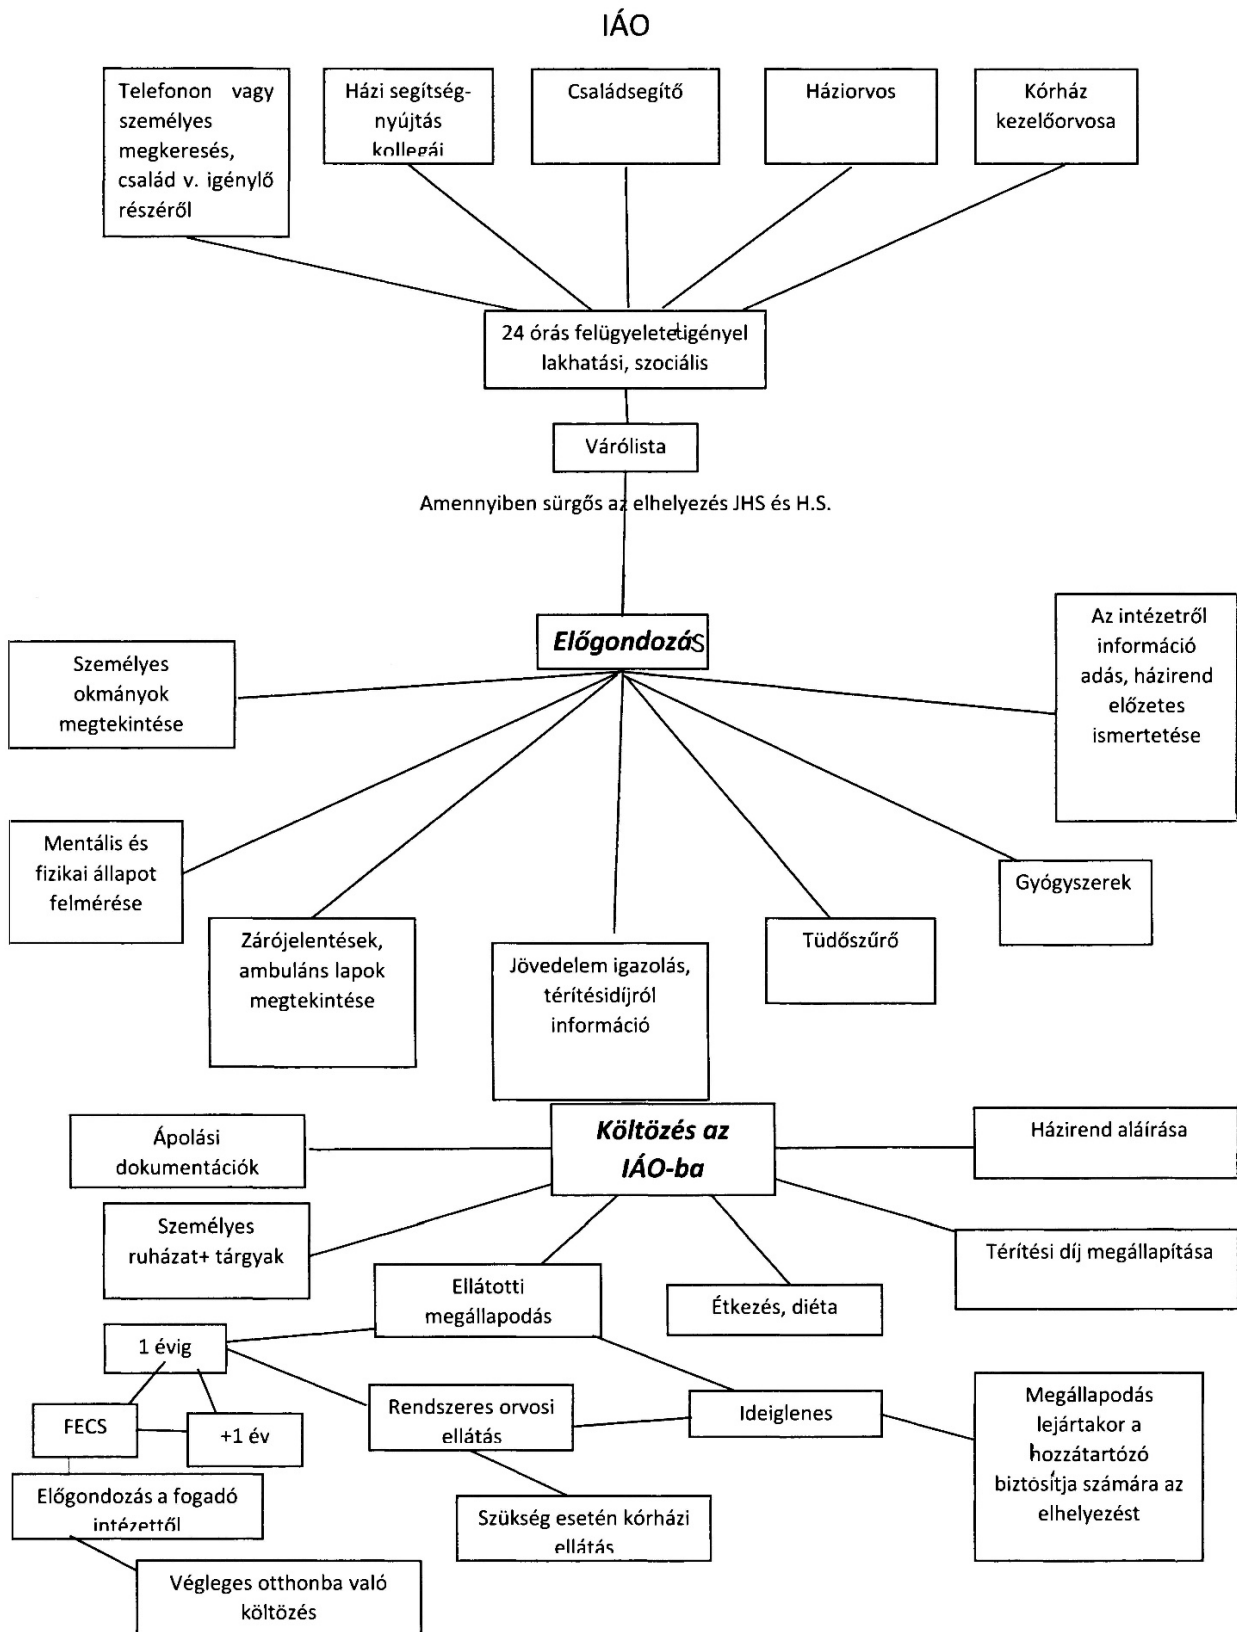 IÁO
Telefonon vagy
személyes
megkeresés,
család v. igénylő
részéről
Házi segítség-
nyújtás
kollegái
Családsegítő
Háziorvos
Kórház
kezelőorvosa
24 órás felügyeletet igényel
lakhatási, szociális
Várólista
Amennyiben sürgős az elhelyezés JHS és H.S.
Előgondozás
Személyes
okmányok
megtekintése
Az intézetről
információ
adás, házirend
előzetes
ismertetése
Mentális és
fizikai állapot
felmérése
Gyógyszerek
Zárójelentések,
ambuláns lapok
megtekintése
Jövedelem igazolás,
térítésidíjról
információ
Tüdőszűrő
Költözés az
IÁO-ba
Ápolási
dokumentációk
Házirend aláírása
Személyes
ruházat+ tárgyak
Térítési díj megállapítása
Ellátotti
megállapodás
Étkezés, diéta
1 évig
FECS
+1 év
Rendszeres orvosi
ellátás
Ideiglenes
Megállapodás
lejártakor a
hozzátartózó
biztosítja számára az
elhelyezést
Előgondozás a fogadó
intézettől
Szükség esetén kórházi
ellátás
Végleges otthonba való
költözés